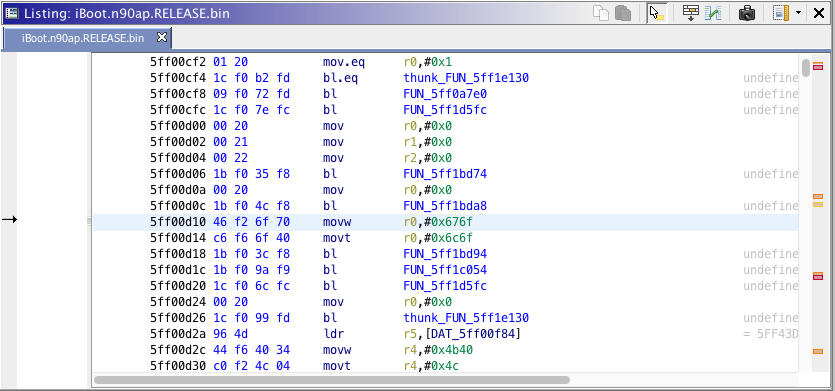 Listing: iBoot.n90ap.RELEASE.bin
iBoot.n90ap.RELEASE.bin
5ff00cf2 01 20 mov.eq r0,#0x1
5ff00cf4 1c f0 b2 fd bl.eq thunk_FUN_5ff1e130 undefine
5ff00cf8 09 f0 72 fd bl FUN_5ff0a7e0 undefine
5ff00cfc 1c f0 7e fc bl FUN_5ff1d5fc undefine
5ff00d00 00 20 mov r0,#0x0
5ff00d02 00 21 mov r1,#0x0
5ff00d04 00 22 mov r2,#0x0
5ff00d06 1b f0 35 f8 bl FUN_5ff1bd74 undefine
5ff00d0a 00 20 mov r0,#0x0
5ff00d0c 1b f0 4c f8 bl FUN_5ff1bda8 undefine
5ff00d10 46 f2 6f 70 movw r0,#0x676f
5ff00d14 c6 f6 6f 40 movt r0,#0x6c6f
5ff00d18 1b f0 3c f8 bl FUN_5ff1bd94 undefine
5ff00d1c 1b f0 9a f9 bl FUN_5ff1c054 undefine
5ff00d20 1c f0 6c fc bl FUN_5ff1d5fc undefine
5ff00d24 00 20 mov r0,#0x0
5ff00d26 1c f0 99 fd bl thunk_FUN_5ff1e130 undefine
5ff00d2a 96 4d ldr r5,[DAT_5ff00f84] = 5FF43D
5ff00d2c 44 f6 40 34 movw r4,#0x4b40
5ff00d30 c0 f2 4c 04 movt r4,#0x4c